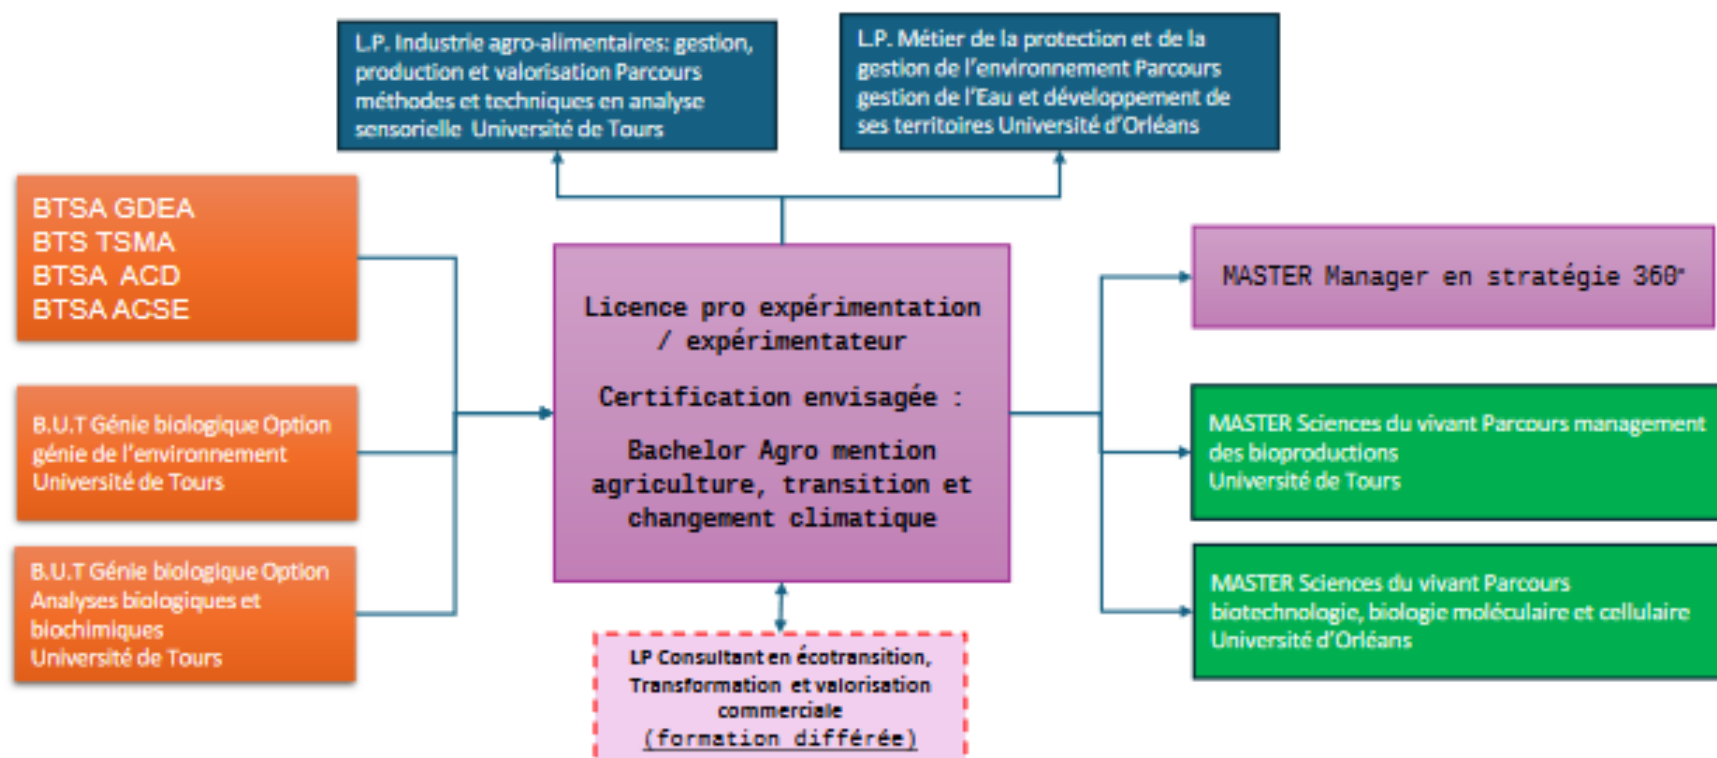 L.P. Industrie agro-alimentaires: gestion,
production et valorisation Parcours
méthodes et techniques en analyse
sensorielle Université de Tours
L.P. Métier de la protection et de la
gestion de l'environnement Parcours
gestion de l'Eau et développement de
ses territoires Université d'Orléans
BTSA GDEA
BTS TSMA
BTSA ACD
BTSA ACSE
B.U.T Génie biologique Option
génie de l'environnement
Université de Tours
B.U.T Génie biologique Option
Analyses biologiques et
biochimiques
Université de Tours
Licence pro expérimentation
/ expérimentateur
Certification envisagée :
Bachelor Agro mention
agriculture, transition et
changement climatique
LP Consultant en écotransition,
Transformation et valorisation
commerciale
(formation différée)
MASTER Manager en stratégie 360°
MASTER Sciences du vivant Parcours management
des bioproductions
Université de Tours
MASTER Sciences du vivant Parcours
biotechnologie, biologie moléculaire et cellulaire
Université d'Orléans